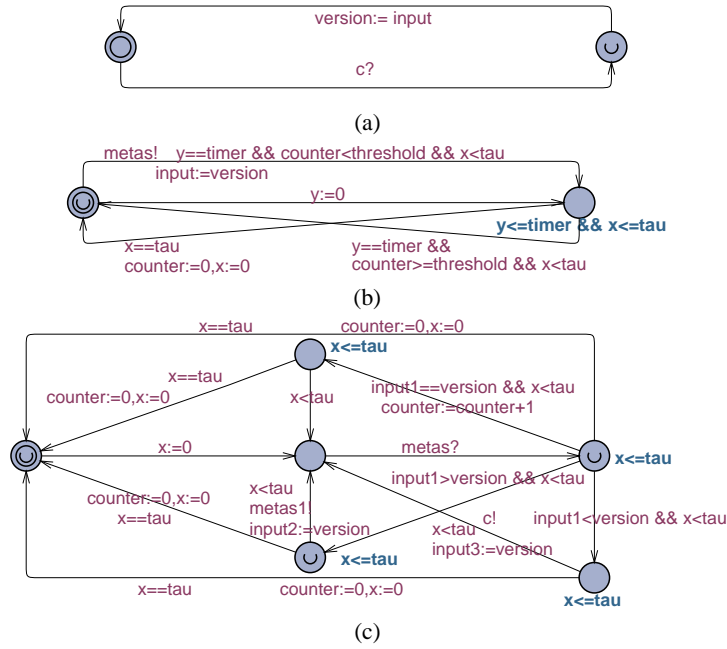 version:= input
c?
(a)
metas! y==timer && counter<threshold && x<tau
input:=version
y:=0
y<=timer && x<=tau
x==tau
counter:=0,x:=0
y==timer &&
counter>=threshold && x<tau
(b)
x==tau
counter:=0,x:=0
x<=tau
x==tau
counter:=0,x:=0
x<tau
input1==version && x<tau
counter:=counter+1
x:=0
metas?
x<=tau
counter:=0,x:=0
x==tau
x<tau
metas1!
input2:=version
input1>version && x<tau
c!
x<tau
input3:=version
input1<version && x<tau
x<=tau
x==tau
counter:=0,x:=0
x<=tau
(c)